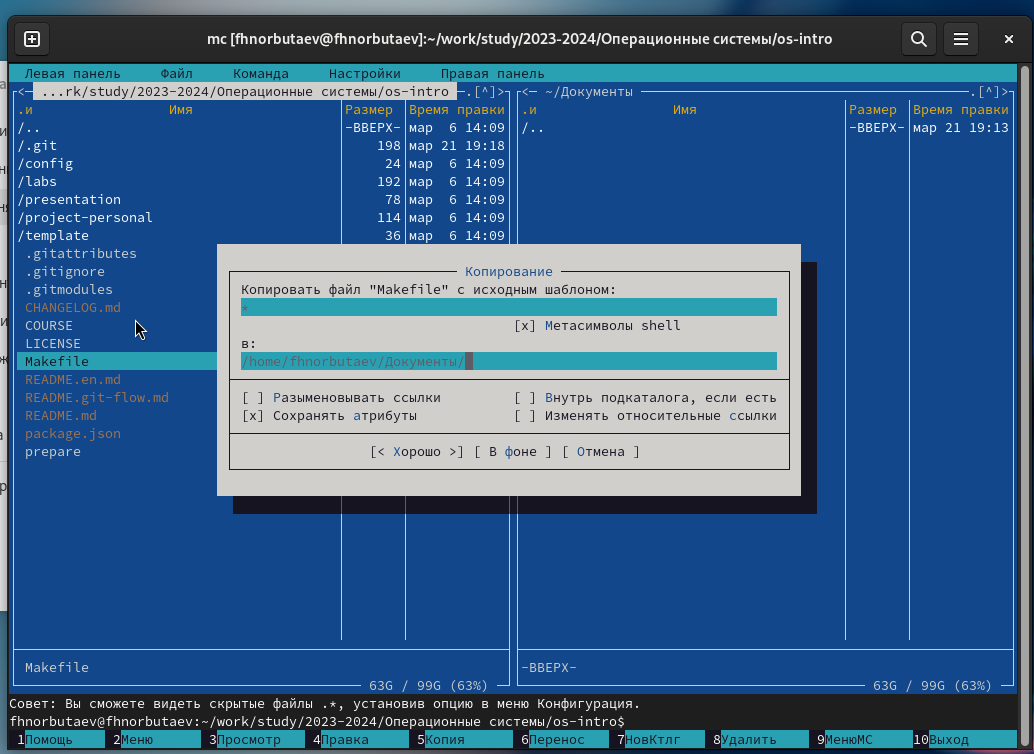 mc [fhnorbutaev@fhnorbutaev]:~/work/study/2023-2024/Операционные системы/os-intro
Левая панель Файл Команда Настройки Правая панель
<─ ...rk/study/2023-2024/Операционные системы/os-intro ─.[^]>
.и Имя Размер Время правки
/.. -ВВЕРХ- мар 6 14:09
/.git 198 мар 21 19:18
/config 24 мар 6 14:09
/labs 192 мар 6 14:09
/presentation 78 мар 6 14:09
/project-personal 114 мар 6 14:09
/template 36 мар 6 14:09
.gitattributes
.gitignore
.gitmodules
CHANGELOG.md
COURSE
LICENSE
Makefile
README.en.md
README.git-flow.md
README.md
package.json
prepare
Makefile
63G / 99G (63%)
<─ ~/Документы ─.[^]>
.и Имя Размер Время правки
/.. -ВВЕРХ- мар 21 19:13
-ВВЕРХ-
63G / 99G (63%)
Копирование
Копировать файл "Makefile" с исходным шаблоном:
*
[x] Метасимволы shell
в:
/home/fhnorbutaev/Документы/
[ ] Разыменовывать ссылки [ ] Внутрь подкаталога, если есть
[x] Сохранять атрибуты [ ] Изменять относительные ссылки
[< Хорошо >] [ В фоне ] [ Отмена ]
Совет: Вы сможете видеть скрытые файлы .*, установив опцию в меню Конфигурация.
fhnorbutaev@fhnorbutaev:~/work/study/2023-2024/Операционные системы/os-intro$
1Помощь 2Меню 3Просмотр 4Правка 5Копия 6Перенос 7НовКтлг 8Удалить 9МенюMC 10Выход